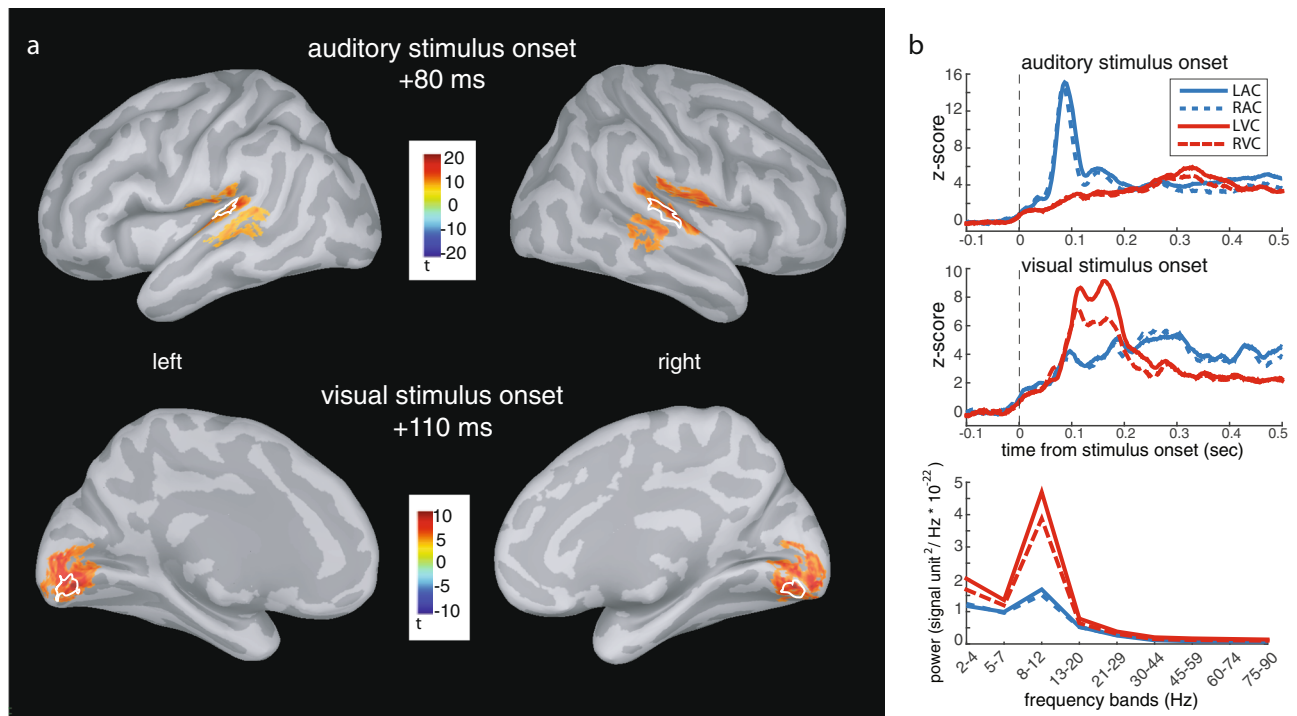 a
auditory stimulus onset
+80 ms
20
10
0
-10
-20
t
left
right
visual stimulus onset
+110 ms
10
5
0
-5
-10
t
b
auditory stimulus onset
LAC
RAC
LVC
RVC
z-score
16
12
8
4
0
-0.1 0 0.1 0.2 0.3 0.4 0.5
visual stimulus onset
z-score
10
8
6
4
2
0
-0.1 0 0.1 0.2 0.3 0.4 0.5
time from stimulus onset (sec)
power (signal unit ²/ Hz * 10⁻²²)
5
4
3
2
1
0
2-4 5-7 8-12 13-20 21-29 30-44 45-59 60-74 75-90
frequency bands (Hz)